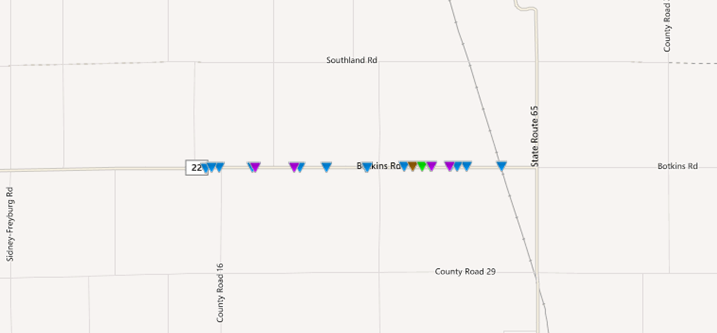 County Road
Southland Rd
State Route 65
22
Botkins Rd
Botkins Rd
Sidney-Freyburg Rd
County Road 16
County Road 29